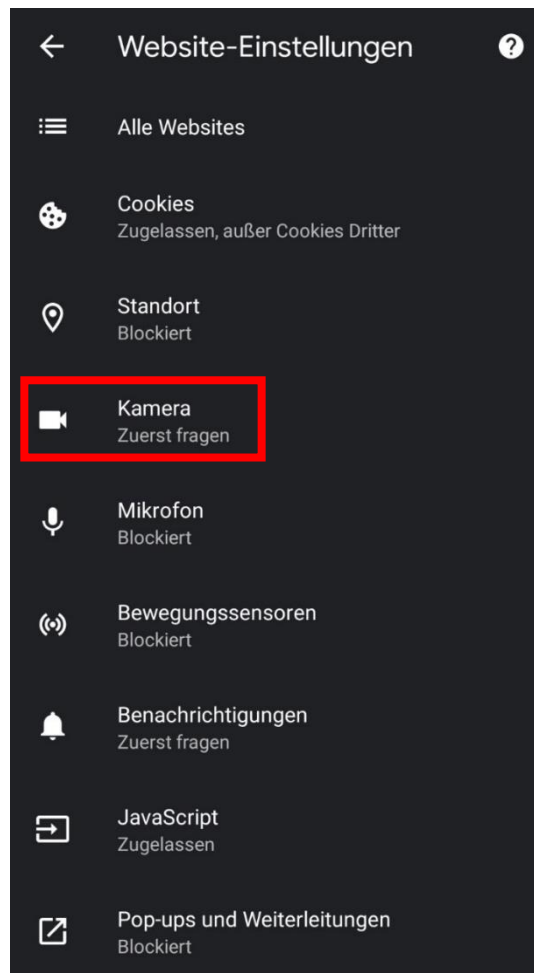 Website-Einstellungen
Alle Websites
Cookies
Zugelassen, außer Cookies Dritter
Standort
Blockiert
Kamera
Zuerst fragen
Mikrofon
Blockiert
Bewegungssensoren
Blockiert
Benachrichtigungen
Zuerst fragen
JavaScript
Zugelassen
Pop-ups und Weiterleitungen
Blockiert